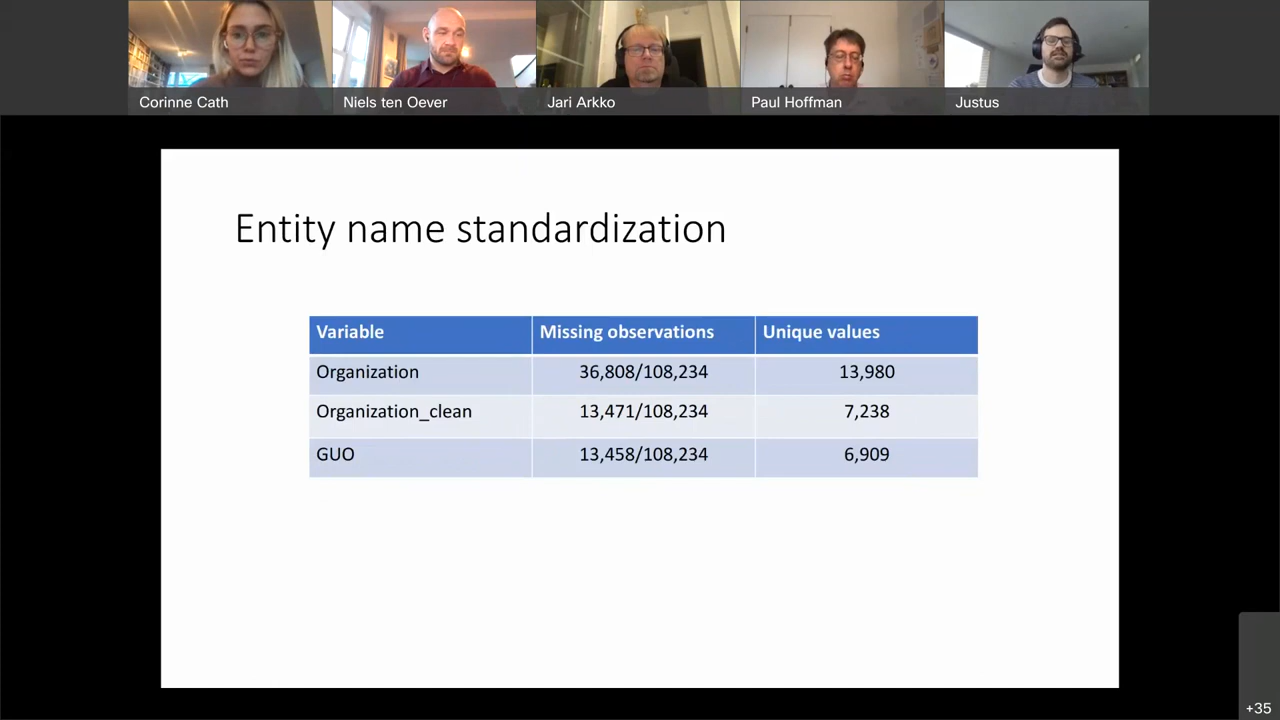 Corinne Cath
Niels ten Oever
Jari Arkko
Paul Hoffman
Justus
Entity name standardization
Variable Missing observations Unique values
Organization 36,808/108,234 13,980
Organization_clean 13,471/108,234 7,238
GUO 13,458/108,234 6,909
+35